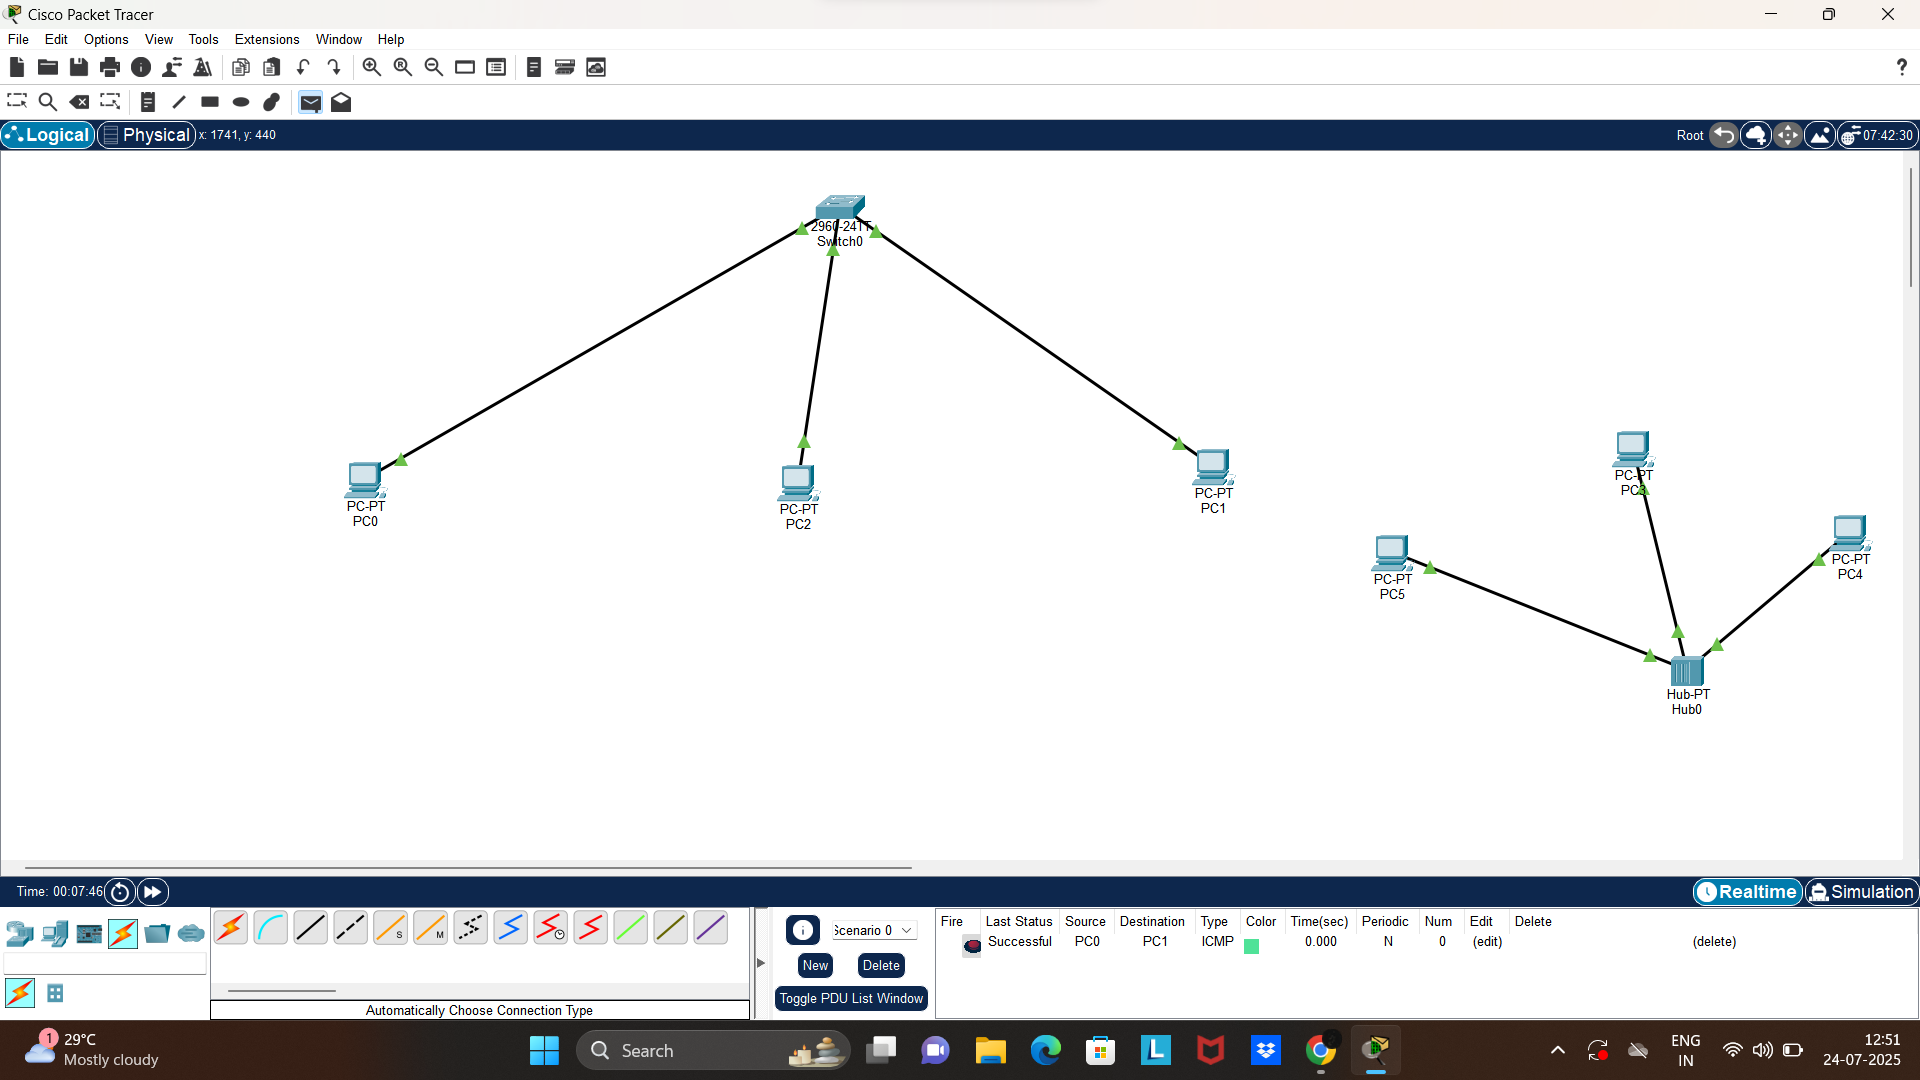 Cisco Packet Tracer
File Edit Options View Tools Extensions Window Help
Logical Physical x: 1741, y: 440 Root 07:42:30
2960-24TT
Switch0
PC-PT
PC0
PC-PT
PC2
PC-PT
PC1
PC-PT
PC3
PC-PT
PC4
PC-PT
PC5
Hub-PT
Hub0
Time: 00:07:46 Realtime Simulation
S M
Automatically Choose Connection Type
Scenario 0
New Delete
Toggle PDU List Window
Fire Last Status Source Destination Type Color Time(sec) Periodic Num Edit Delete
Successful PC0 PC1 ICMP 0.000 N 0 (edit) (delete)
1 29°C
Mostly cloudy
Search
L
ENG
IN
12:51
24-07-2025